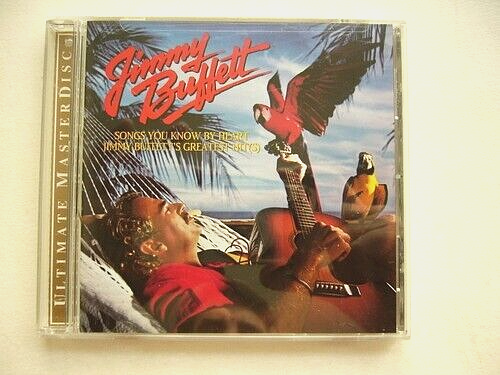 Jimmy
Buffett
SONGS YOU KNOW BY HEART
JIMMY BUFFETT'S GREATEST HIT(S)
ULTIMATE MASTERDISC